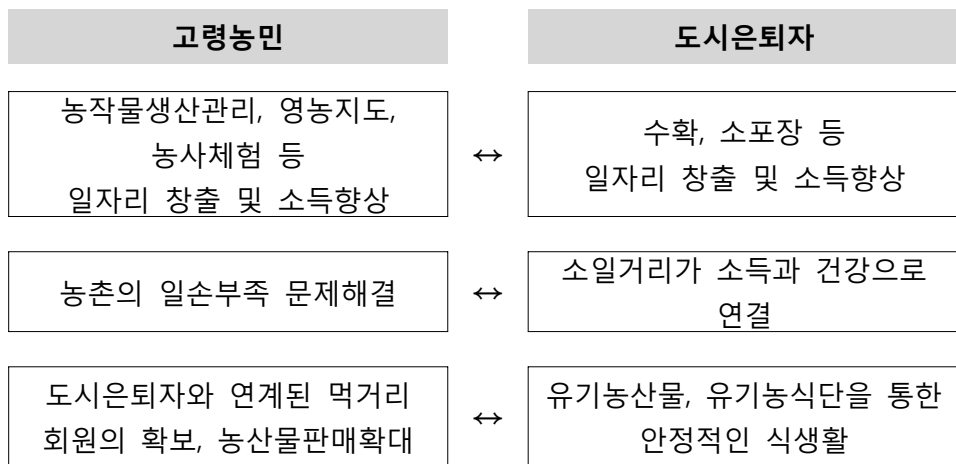 고령농민
도시은퇴자
농작물생산관리, 영농지도,
농사체험 등
일자리 창출 및 소득향상
↔
수확, 소포장 등
일자리 창출 및 소득향상
농촌의 일손부족 문제해결
↔
소일거리가 소득과 건강으로
연결
도시은퇴자와 연계된 먹거리
회원의 확보, 농산물판매확대
↔
유기농산물, 유기농식단을 통한
안정적인 식생활